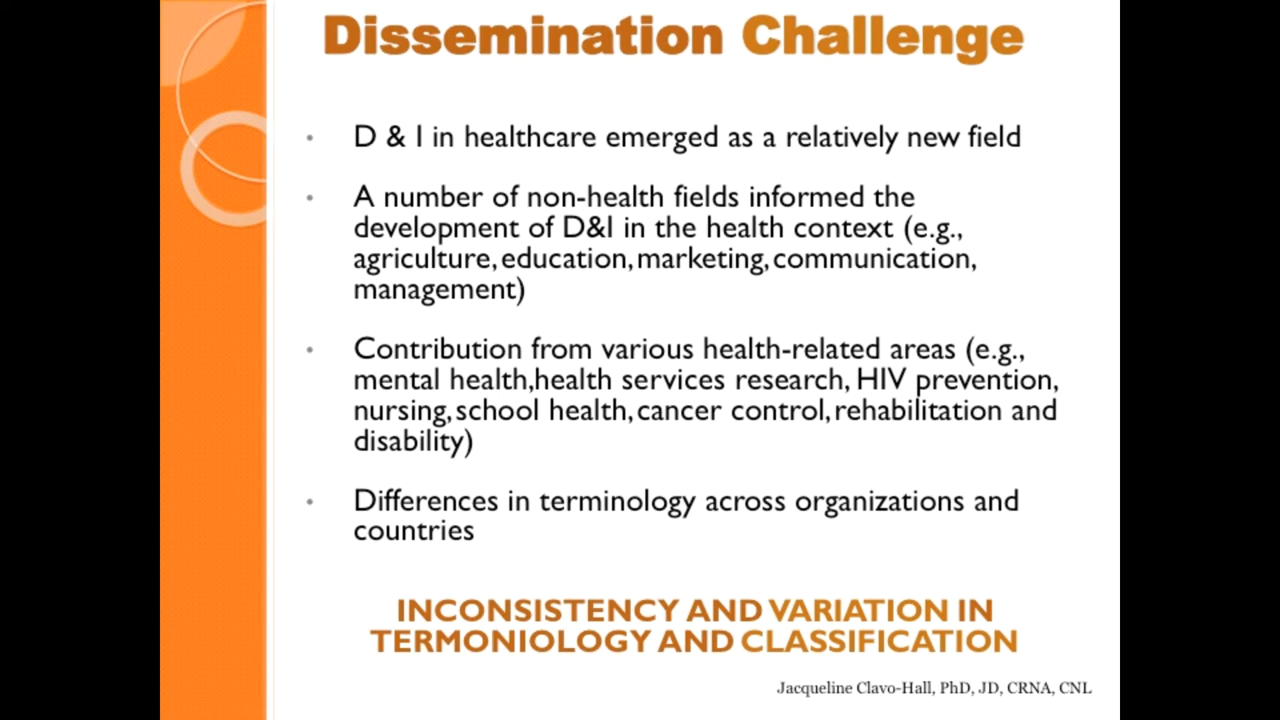 Dissemination Challenge
• D & I in healthcare emerged as a relatively new field
• A number of non-health fields informed the
development of D&I in the health context (e.g.,
agriculture, education, marketing, communication,
management)
• Contribution from various health-related areas (e.g.,
mental health,health services research, HIV prevention,
nursing, school health, cancer control, rehabilitation and
disability)
• Differences in terminology across organizations and
countries
INCONSISTENCY AND VARIATION IN
TERMONIOLOGY AND CLASSIFICATION
Jacqueline Clavo-Hall, PhD, JD, CRNA, CNL